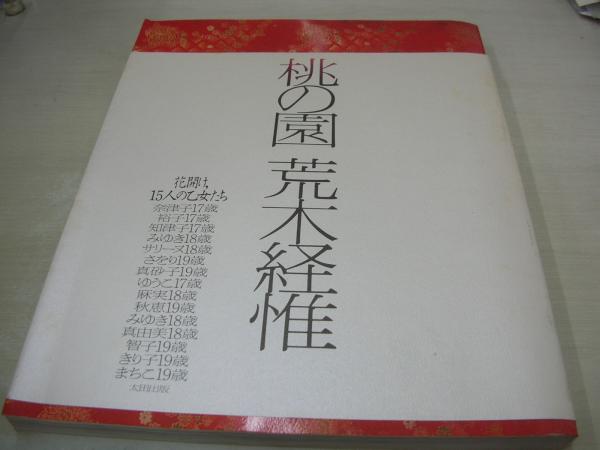 桃の園 荒木経惟
花開け、
15人の乙女たち
奈津子17歳
裕子17歳
知津子17歳
みゆき18歳
サリーヌ18歳
さをり19歳
真砂子19歳
ゆうこ17歳
麻実18歳
秋恵19歳
みゆき18歳
真由美18歳
智子19歳
きり子19歳
まちこ19歳
太田出版